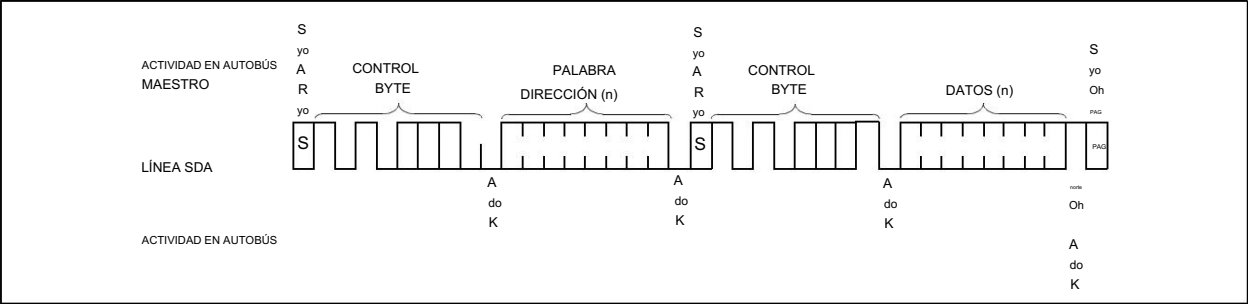 S
yo
A
R
yo
S
yo
A
R
yo
S
yo
Oh
PAG
ACTIVIDAD EN AUTOBÚS
MAESTRO
CONTROL
BYTE
PALABRA
DIRECCIÓN (n)
CONTROL
BYTE
DATOS (n)
LÍNEA SDA
S
S
PAG
A
do
K
A
do
K
A
do
K
norte
Oh
A
do
K
ACTIVIDAD EN AUTOBÚS